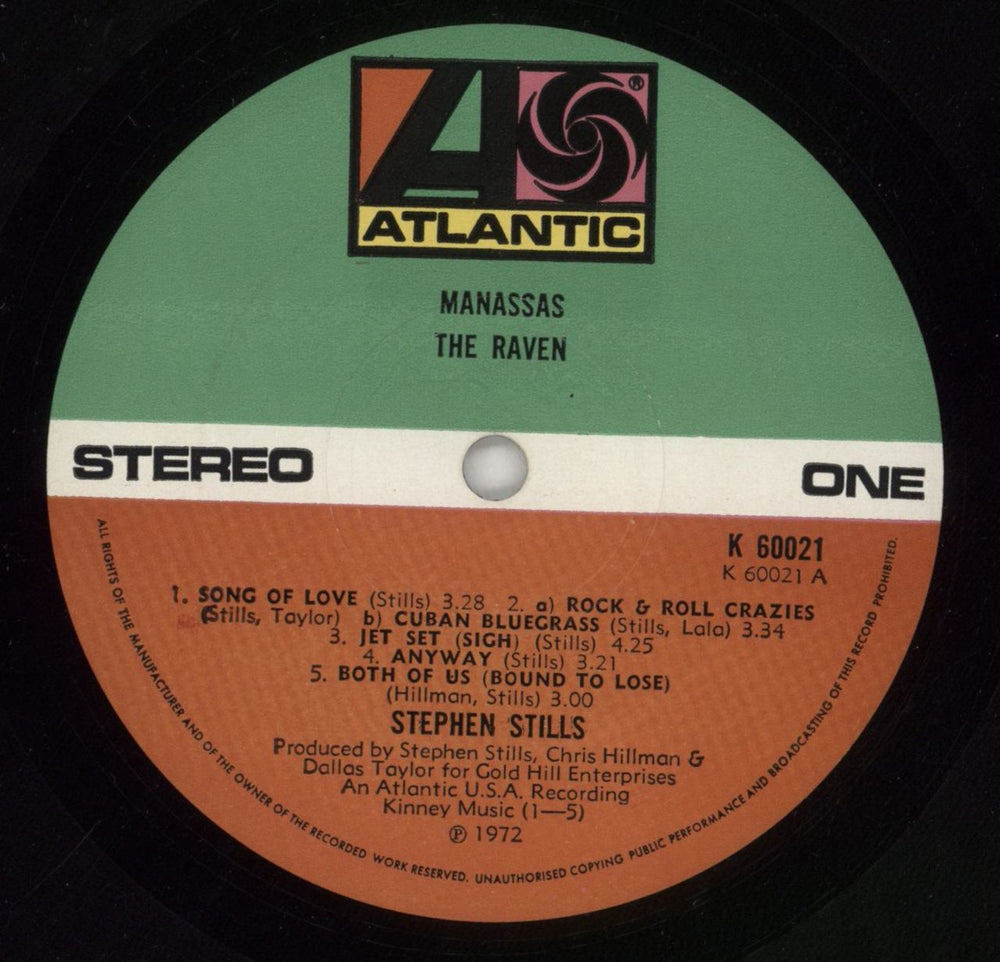 A
®
ATLANTIC
MANASSAS
THE RAVEN
STEREO
ONE
K 60021
K 60021 A
1. SONG OF LOVE (Stills) 3.28 2. a) ROCK & ROLL CRAZIES
(Stills, Taylor) b) CUBAN BLUEGRASS (Stills, Lala) 3.34
3. JET SET (SIGH) (Stills) 4.25
4. ANYWAY (Stills) 3.21
5. BOTH OF US (BOUND TO LOSE)
(Hillman, Stills) 3.00
STEPHEN STILLS
Produced by Stephen Stills, Chris Hillman &
Dallas Taylor for Gold Hill Enterprises
An Atlantic U.S.A. Recording
Kinney Music (1—5)
℗ 1972
ALL RIGHTS OF THE MANUFACTURER AND OF THE OWNER OF THE RECORDED WORK RESERVED. UNAUTHORISED COPYING PUBLIC PERFORMANCE AND BROADCASTING OF THIS RECORD PROHIBITED.